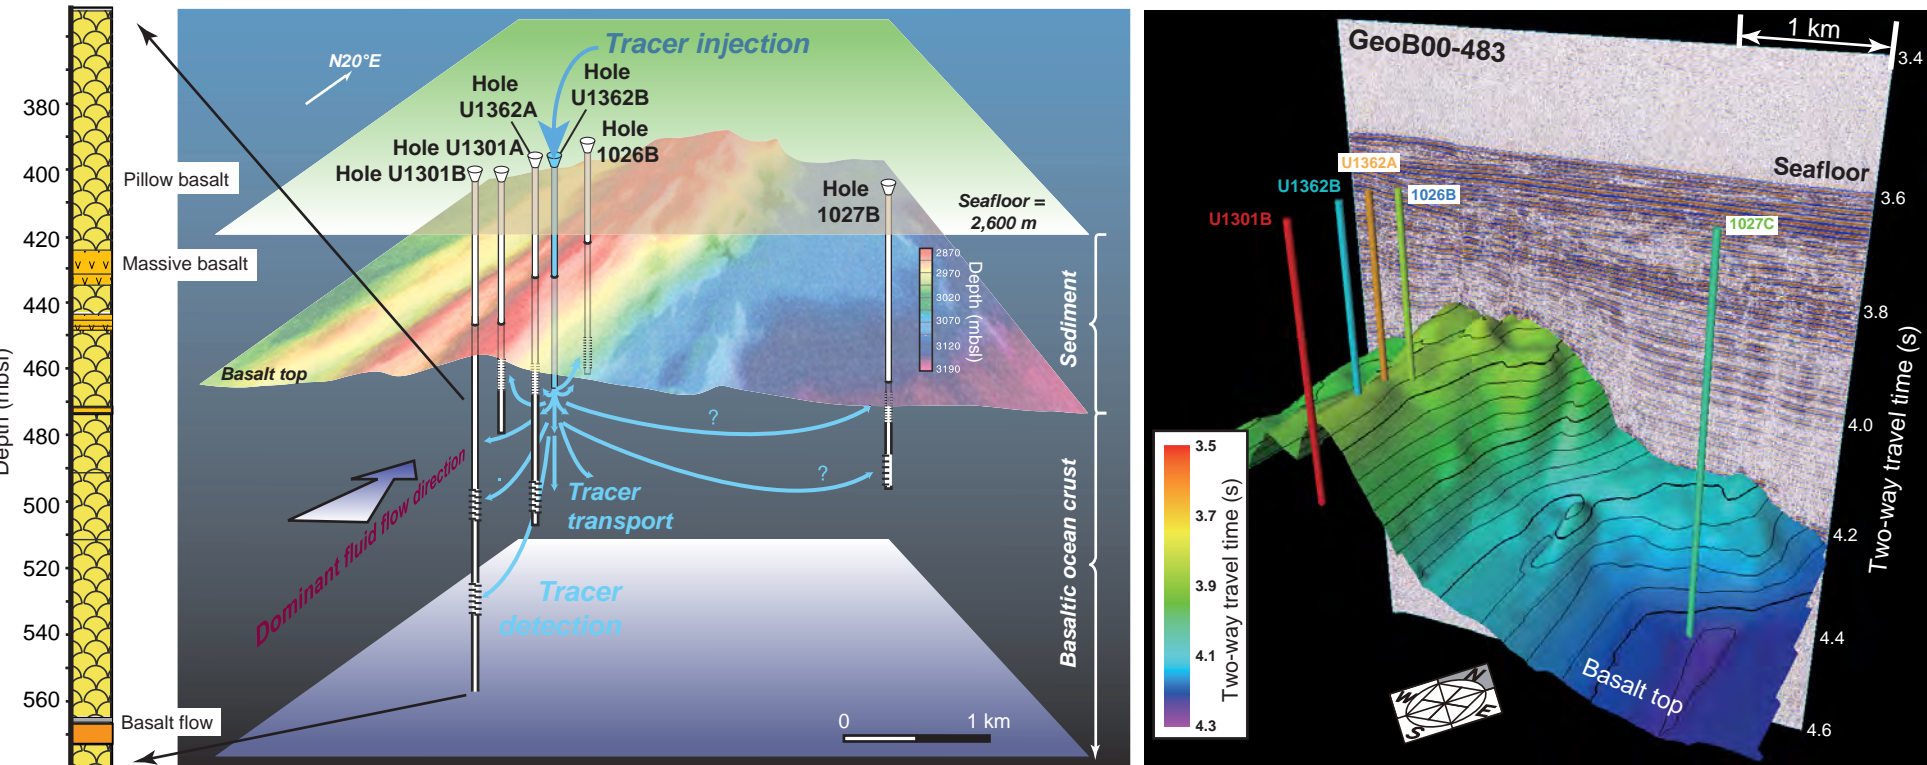 Depth (mbsl)
380
400
420
440
460
480
500
520
540
560
Pillow basalt
Massive basalt
Basalt flow
N20°E
Tracer injection
Hole
U1362A
Hole
U1362B
Hole U1301A
Hole
1026B
Hole U1301B
Hole
1027B
Seafloor =
2,600 m
2870
2970
3020
3070
3120
3190
Depth (mbsl)
Sediment
Basalt top
?
?
Tracer
transport
Dominant fluid flow direction
Tracer
detection
Basaltic ocean crust
0 1 km
GeoB00-483
1 km
3.4
Seafloor
U1362A
U1362B
1026B
U1301B
1027C
3.6
3.8
4.0
4.2
4.4
4.6
Two-way travel time (s)
3.5
3.7
3.9
4.1
4.3
Two-way travel time (s)
Basalt top
N
W
E
S